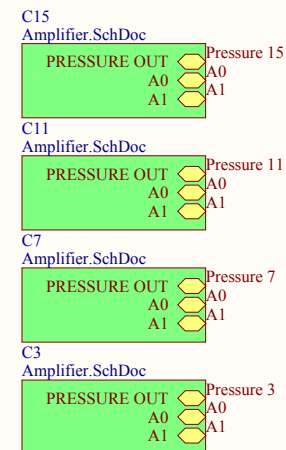 C15
Amplifier.SchDoc
PRESSURE OUT Pressure 15
A0 A0
A1 A1
C11
Amplifier.SchDoc
PRESSURE OUT Pressure 11
A0 A0
A1 A1
C7
Amplifier.SchDoc
PRESSURE OUT Pressure 7
A0 A0
A1 A1
C3
Amplifier.SchDoc
PRESSURE OUT Pressure 3
A0 A0
A1 A1